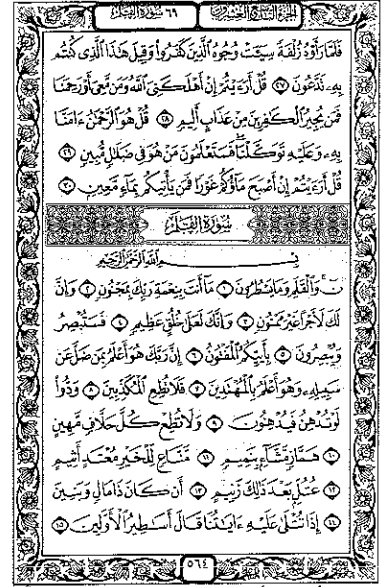 الجزء التاسع والعشرون
٦٩ سورة القلم
فَلَمَّا رَأَوْهُ زُلْفَةً سِيٓـَٔتْ وُجُوهُ ٱلَّذِينَ كَفَرُوا۟ وَقِيلَ هَـٰذَا ٱلَّذِى كُنتُم
بِهِۦ تَدَّعُونَ ٢٧ قُلْ أَرَءَيْتُمْ إِنْ أَهْلَكَنِىَ ٱللَّهُ وَمَن مَّعِىَ أَوْ رَحِمَنَا
فَمَن يُجِيرُ ٱلْكَـٰفِرِينَ مِنْ عَذَابٍ أَلِيمٍ ٢٨ قُلْ هُوَ ٱلرَّحْمَـٰنُ ءَامَنَّا
بِهِۦ وَعَلَيْهِ تَوَكَّلْنَا فَسَتَعْلَمُونَ مَنْ هُوَ فِى ضَلَـٰلٍ مُّبِينٍ ٢٩
قُلْ أَرَءَيْتُمْ إِنْ أَصْبَحَ مَآؤُكُمْ غَوْرًا فَمَن يَأْتِيكُم بِمَآءٍ مَّعِينٍۭ ٣٠
سُورَةُ ٱلْقَلَمِ
بِسْمِ ٱللَّهِ ٱلرَّحْمَـٰنِ ٱلرَّحِيمِ
نٓ وَٱلْقَلَمِ وَمَا يَسْطُرُونَ ١ مَآ أَنتَ بِنِعْمَةِ رَبِّكَ بِمَجْنُونٍ ٢ وَإِنَّ
لَكَ لَأَجْرًا غَيْرَ مَمْنُونٍ ٣ وَإِنَّكَ لَعَلَىٰ خُلُقٍ عَظِيمٍ ٤ فَسَتُبْصِرُ
وَيُبْصِرُونَ ٥ بِأَييِّكُمُ ٱلْمَفْتُونُ ٦ إِنَّ رَبَّكَ هُوَ أَعْلَمُ بِمَن ضَلَّ عَن
سَبِيلِهِۦ وَهُوَ أَعْلَمُ بِٱلْمُهْتَدِينَ ٧ فَلَا تُطِعِ ٱلْمُكَذِّبِينَ ٨ وَدُّوا۟
لَوْ تُدْهِنُ فَيُدْهِنُونَ ٩ وَلَا تُطِعْ كُلَّ حَلَّافٍ مَّهِينٍ
١٠ هَمَّازٍ مَّشَّآءٍۭ بِنَمِيمٍ ١١ مَّنَّاعٍ لِّلْخَيْرِ مُعْتَدٍ أَثِيمٍ
١٢ عُتُلٍّۭ بَعْدَ ذَٰلِكَ زَنِيمٍ ١٣ أَن كَانَ ذَا مَالٍ وَبَنِينَ
١٤ إِذَا تُتْلَىٰ عَلَيْهِ ءَايَـٰتُنَا قَالَ أَسَـٰطِيرُ ٱلْأَوَّلِينَ ١٥
٥٦٤